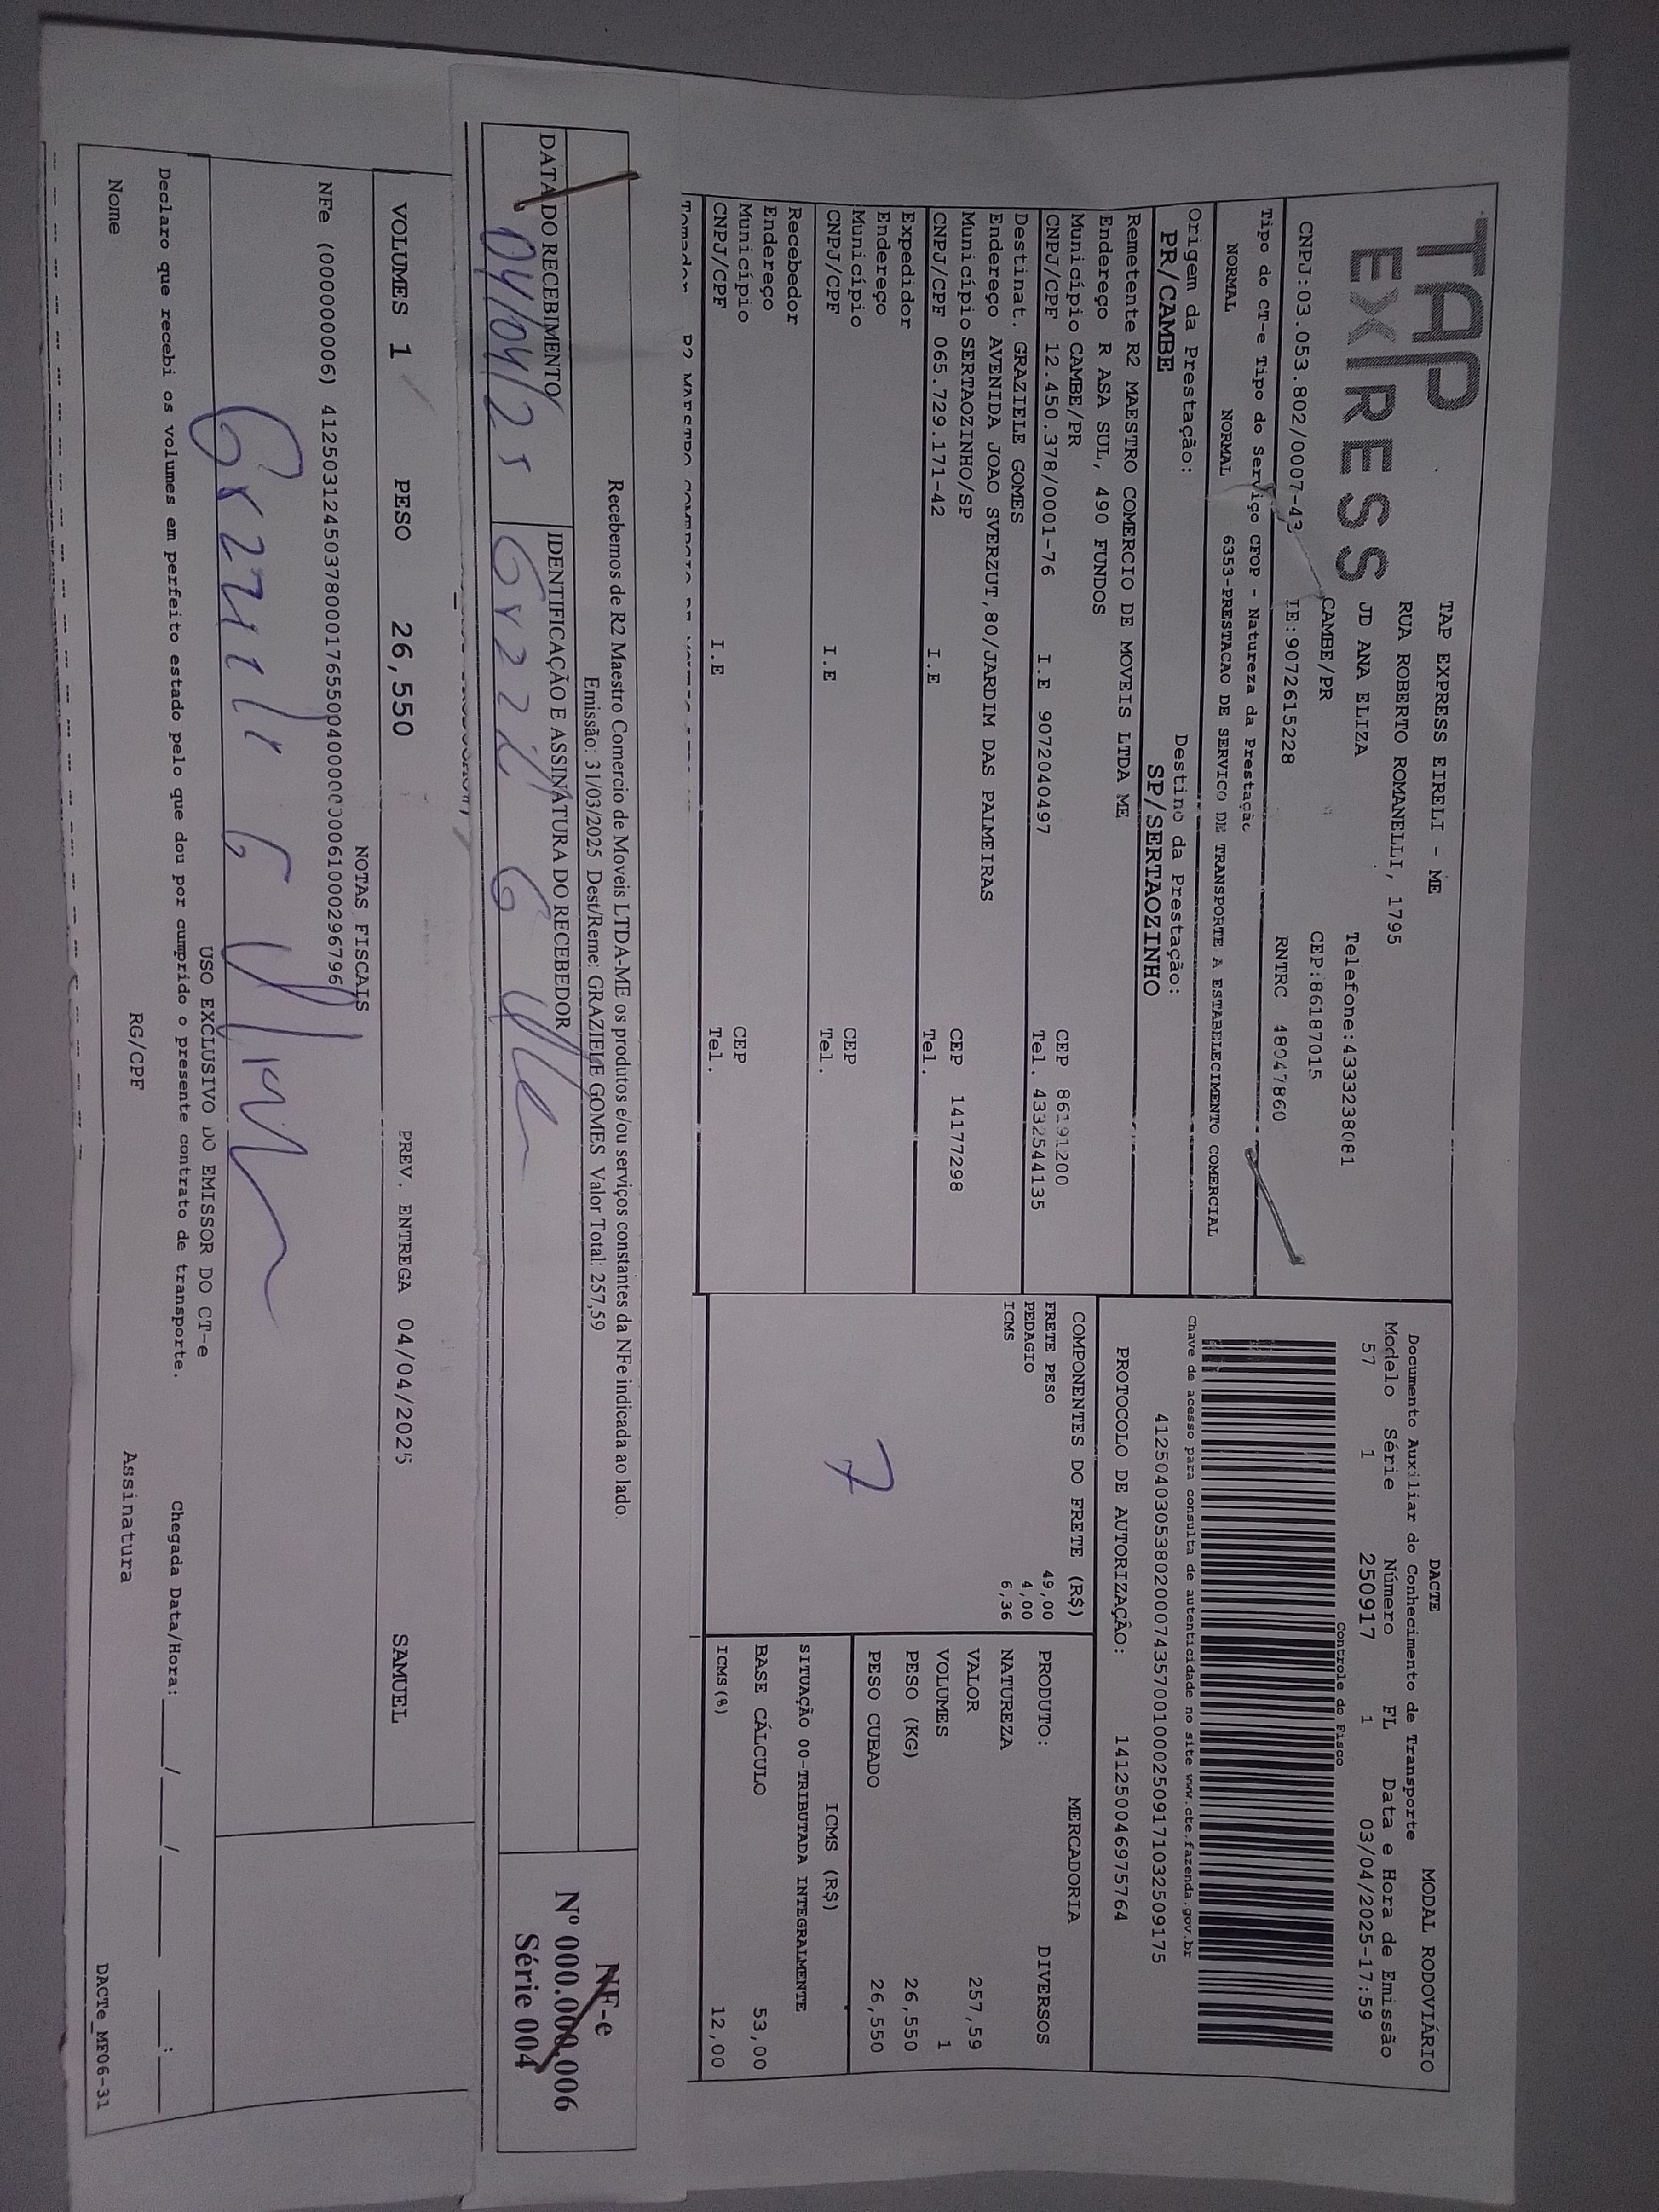 TAP
EXPRESS
TAP EXPRESS EIRELI - ME
RUA ROBERTO ROMANELLI, 1795
JD ANA ELIZA Telefone:4333238081
CAMBE/PR CEP:86187015
CNPJ:03.053.802/0007-43 IE:9072615228 RNTRC 48047860
Tipo do CT-e Tipo do Serviço CFOP - Natureza da Prestação
NORMAL NORMAL 6353-PRESTACAO DE SERVICO DE TRANSPORTE A ESTABELECIMENTO COMERCIAL
Origem da Prestação: Destino da Prestação:
PR/CAMBE SP/SERTAOZINHO
Remetente R2 MAESTRO COMERCIO DE MOVEIS LTDA ME
Endereço R ASA SUL, 490 FUNDOS
Município CAMBE/PR CEP 86191200
CNPJ/CPF 12.450.378/0001-76 I.E 9072040497 Tel. 4332544135
Destinat. GRAZIELE GOMES
Endereço AVENIDA JOAO SVERZUT,80/JARDIM DAS PALMEIRAS
Município SERTAOZINHO/SP CEP 14177298
CNPJ/CPF 065.729.171-42 I.E Tel.
Expedidor
Endereço
Município CEP
CNPJ/CPF I.E Tel.
Recebedor
Endereço
Município CEP
CNPJ/CPF I.E Tel.
DACTE MODAL RODOVIÁRIO
Documento Auxiliar do Conhecimento de Transporte
Modelo Série Número FL Data e Hora de Emissão
57 1 250917 1 1 03/04/2025-17:59
Controle do Fisco
Chave de acesso para consulta de autenticidade no site www.cte.fazenda.gov.br
41250403053802000743570010002509171032509175
PROTOCOLO DE AUTORIZAÇÃO: 141250046975764
COMPONENTES DO FRETE (R$)
FRETE PESO 49,00
PEDAGIO 4,00
ICMS 6,36
7
MERCADORIA
PRODUTO: DIVERSOS
NATUREZA
VALOR 257,59
VOLUMES 1
PESO (KG) 26,550
PESO CUBADO 26,550
ICMS (R$)
SITUAÇÃO 00-TRIBUTADA INTEGRALMENTE
BASE CÁLCULO 53,00
ICMS(%) 12,00
Recebemos de R2 Maestro Comercio de Moveis LTDA-ME os produtos e/ou serviços constantes da NFe indicada ao lado.
Emissão: 31/03/2025 Dest/Reme: GRAZIELE GOMES Valor Total: 257,59
DATA DO RECEBIMENTO IDENTIFICAÇÃO E ASSINATURA DO RECEBEDOR
04/04/25
NF-e
Nº 000.000.006
Série 004
VOLUMES 1 PESO 26,550 PREV. ENTREGA 04/04/2025 SAMUEL
NOTAS FISCAIS
NFe (000000006) 41250312450378000176550040000000061000296796
USO EXCLUSIVO DO EMISSOR DO CT-e
Declaro que recebi os volumes em perfeito estado pelo que dou por cumprido o presente contrato de transporte. Chegada Data/Hora:____/____/______ ___:___
Nome RG/CPF Assinatura
DACTe_MF06-31